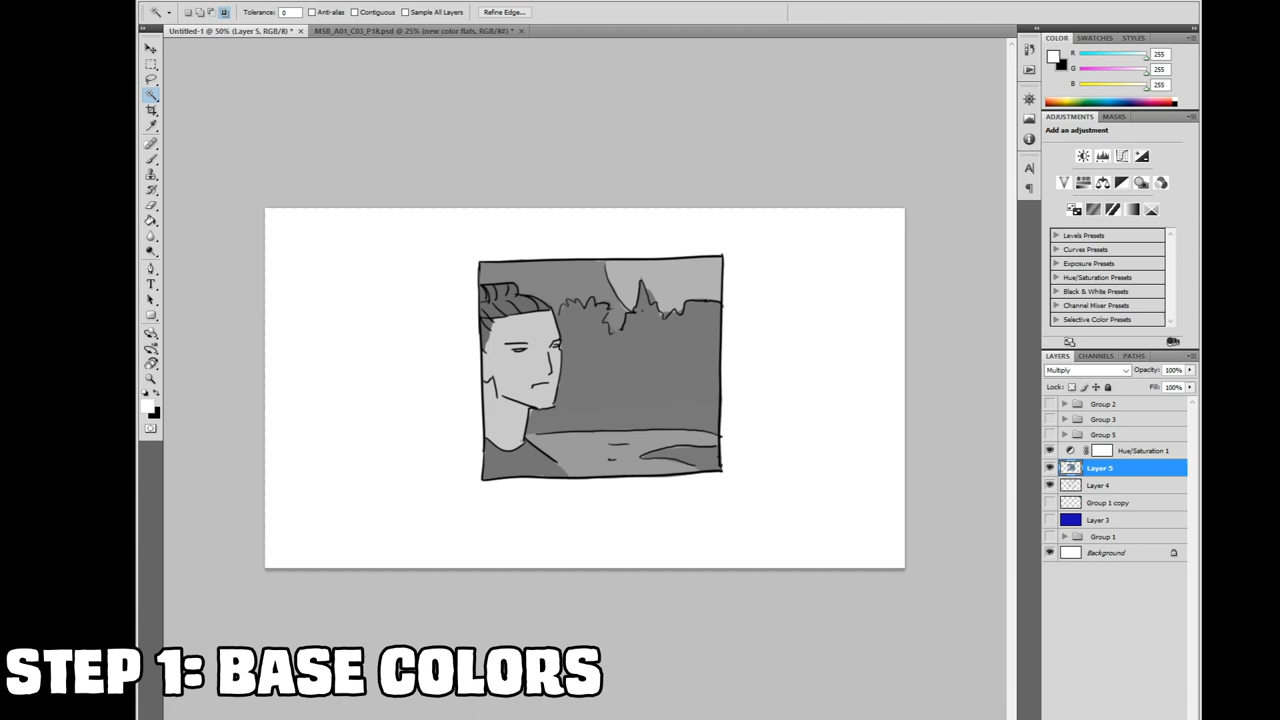 Tolerance: 0 Anti-alias Contiguous Sample All Layers Refine Edge...
Untitled-1 @ 50% (Layer 5, RGB/8) * × MSB_A01_C03_P18.psd @ 25% (new color flats, RGB/8#) * ×
COLOR SWATCHES STYLES
R 255
G 255
B 255
ADJUSTMENTS MASKS
Add an adjustment
Levels Presets
Curves Presets
Exposure Presets
Hue/Saturation Presets
Black & White Presets
Channel Mixer Presets
Selective Color Presets
LAYERS CHANNELS PATHS
Multiply Opacity: 100%
Lock: Fill: 100%
Group 2
Group 3
Group 5
Hue/Saturation 1
Layer 5
Layer 4
Group 1 copy
Layer 3
Group 1
Background
STEP 1: BASE COLORS